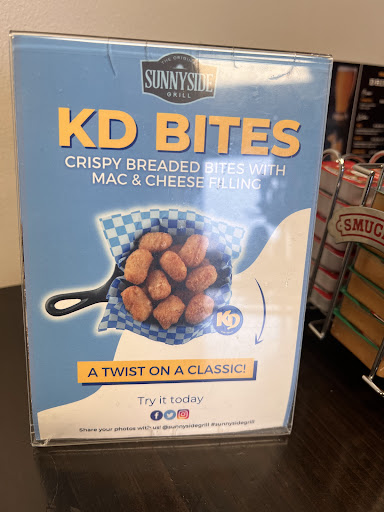 THE ORIGINAL
SUNNYSIDE
GRILL
KD BITES
CRISPY BREADED BITES WITH
MAC & CHEESE FILLING
KD
A TWIST ON A CLASSIC!
Try it today
Share your photos with us! @sunnysidegrill #sunnysidegrill
SMUC